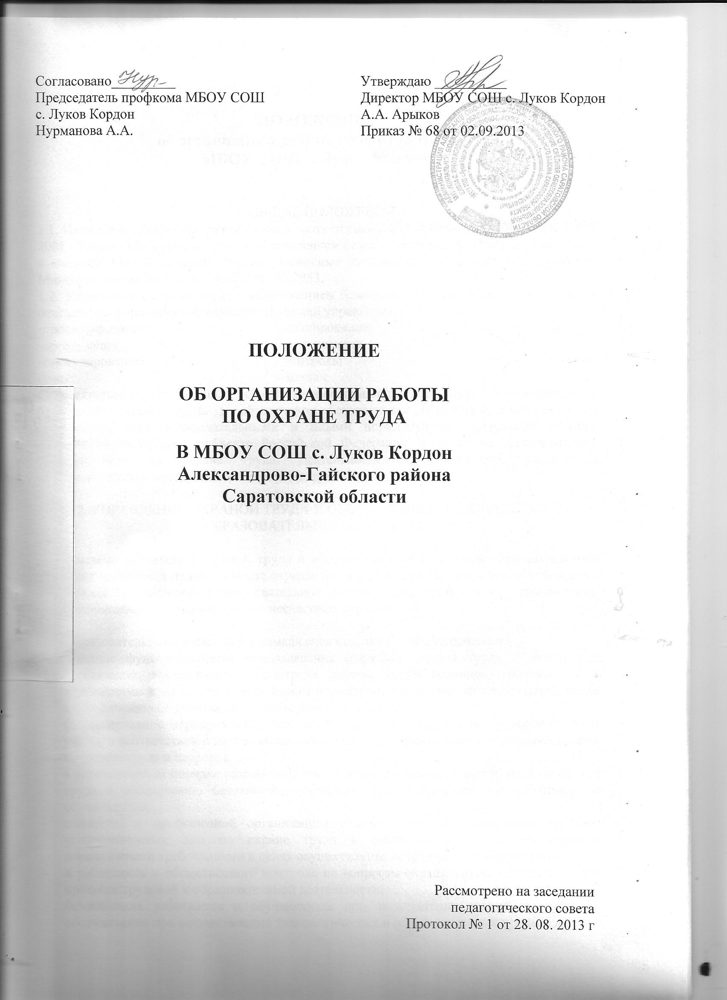 Согласовано
Председатель профкома МБОУ СОШ
с. Луков Кордон
Нурманова А.А.
Утверждаю
Директор МБОУ СОШ с. Луков Кордон
А.А. Арыков
Приказ № 68 от 02.09.2013
ПОЛОЖЕНИЕ
ОБ ОРГАНИЗАЦИИ РАБОТЫ
ПО ОХРАНЕ ТРУДА
В МБОУ СОШ с. Луков Кордон
Александрово-Гайского района
Саратовской области
Рассмотрено на заседании
педагогического совета
Протокол № 1 от 28. 08. 2013 г